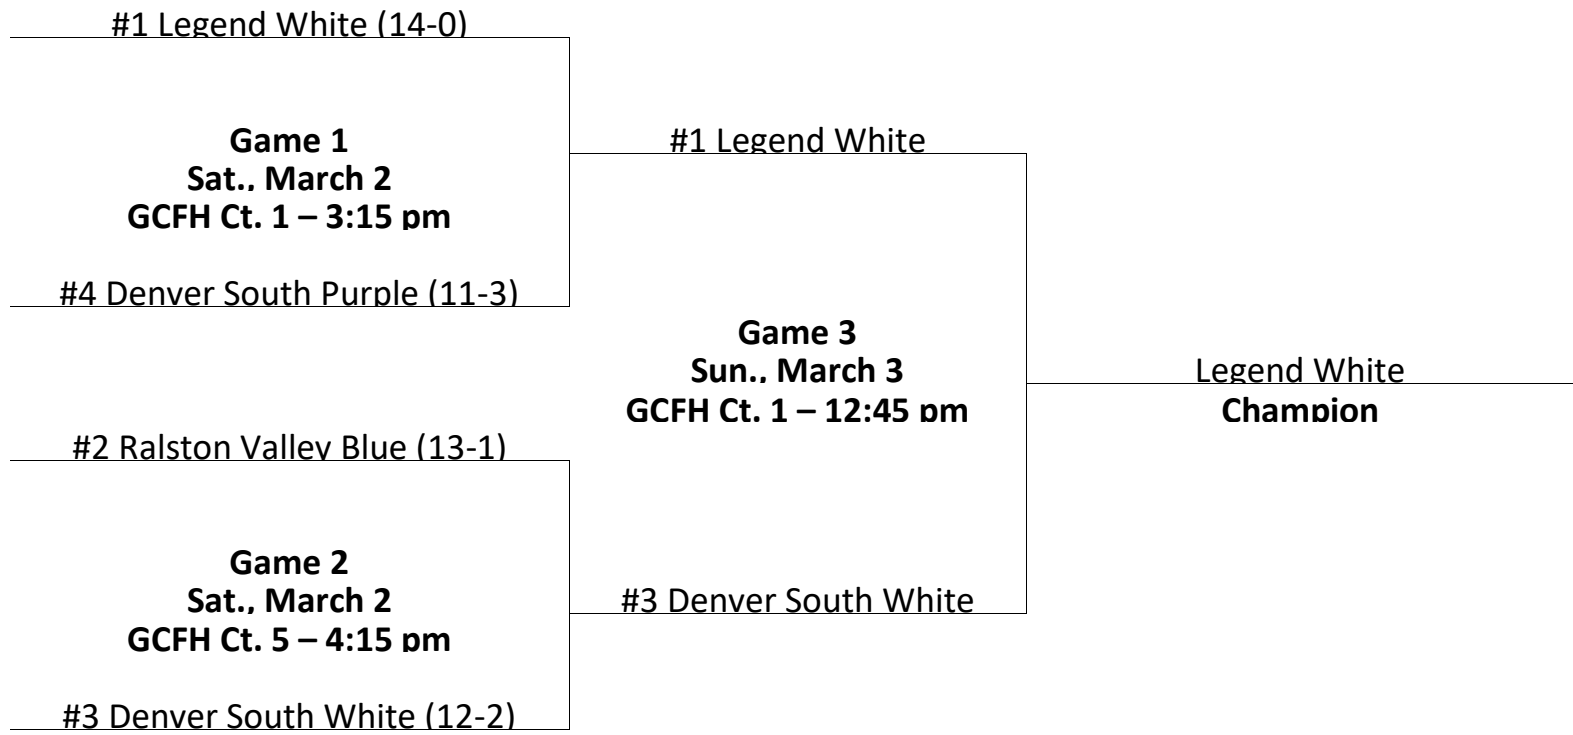 #1 Legend White (14-0)
Game 1
Sat., March 2
GCFH Ct. 1 – 3:15 pm
#4 Denver South Purple (11-3)
#1 Legend White
#2 Ralston Valley Blue (13-1)
Game 2
Sat., March 2
GCFH Ct. 5 – 4:15 pm
#3 Denver South White (12-2)
#3 Denver South White
Game 3
Sun., March 3
GCFH Ct. 1 – 12:45 pm
Legend White
Champion